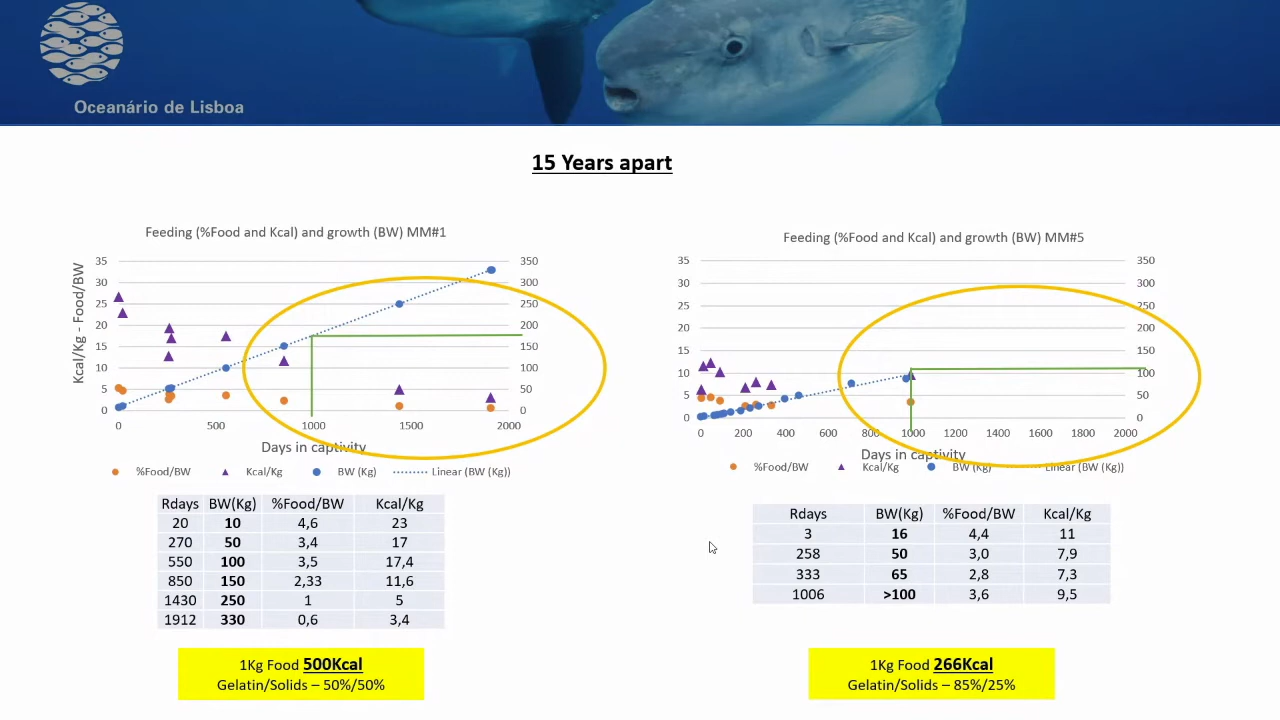 Oceanário de Lisboa
15 Years apart
Feeding (%Food and Kcal) and growth (BW) MM#1
Kcal/Kg - Food/BW
35 350
30 300
25 250
20 200
15 150
10 100
5 50
0 0
0 500 1000 1500 2000
Days in captivity
%Food/BW Kcal/Kg BW (Kg) Linear (BW (Kg))
Rdays BW(Kg) %Food/BW Kcal/Kg
20 10 4,6 23
270 50 3,4 17
550 100 3,5 17,4
850 150 2,33 11,6
1430 250 1 5
1912 330 0,6 3,4
1Kg Food 500Kcal
Gelatin/Solids – 50%/50%
Feeding (%Food and Kcal) and growth (BW) MM#5
35 350
30 300
25 250
20 200
15 150
10 100
5 50
0 0
0 200 400 600 800 1000 1200 1400 1600 1800 2000
Days in captivity
%Food/BW Kcal/Kg BW (Kg) Linear (BW (Kg))
Rdays BW(Kg) %Food/BW Kcal/Kg
3 16 4,4 11
258 50 3,0 7,9
333 65 2,8 7,3
1006 >100 3,6 9,5
1Kg Food 266Kcal
Gelatin/Solids – 85%/25%